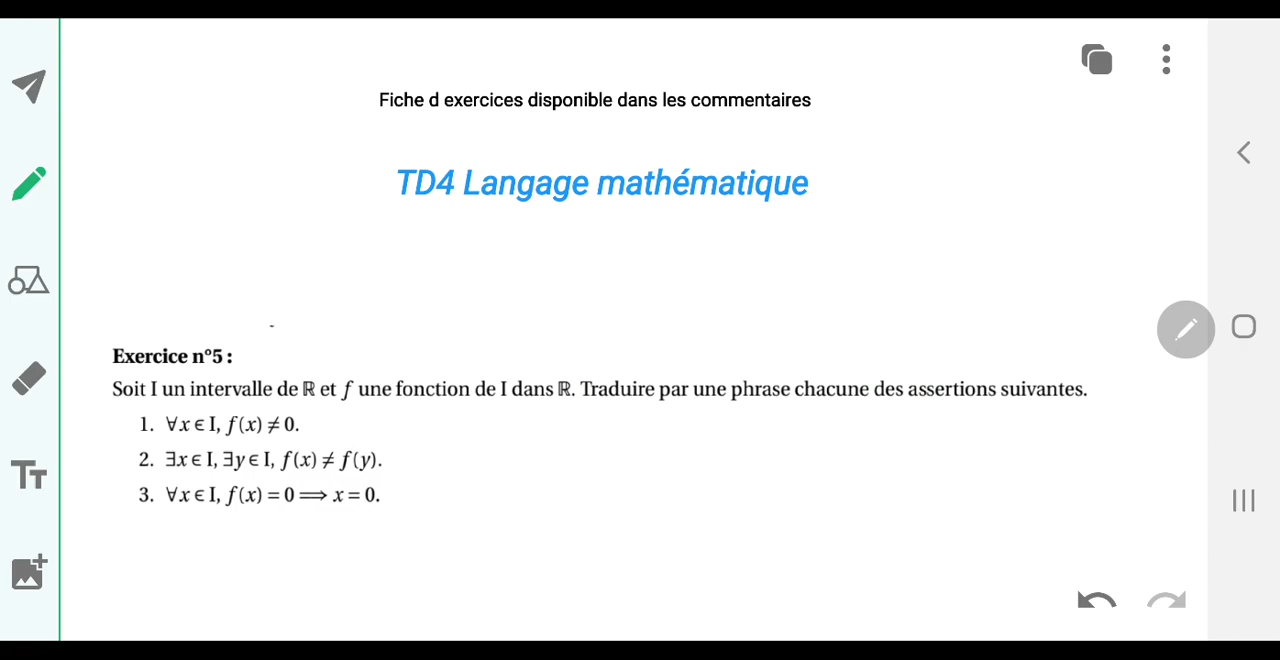 Fiche d exercices disponible dans les commentaires
TD4 Langage mathématique
Exercice n°5 :
Soit I un intervalle de ℝ et f une fonction de I dans ℝ. Traduire par une phrase chacune des assertions suivantes.
1. ∀x ∈ I, f(x) ≠ 0.
2. ∃x ∈ I, ∃y ∈ I, f(x) ≠ f(y).
3. ∀x ∈ I, f(x) = 0 ⟹ x = 0.